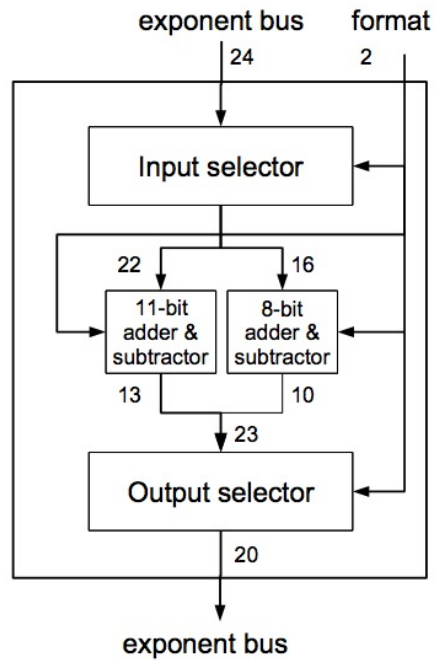 exponent bus format
24 2
Input selector
22 16
11-bit 8-bit
adder & adder &
subtractor subtractor
13 10
23
Output selector
20
exponent bus